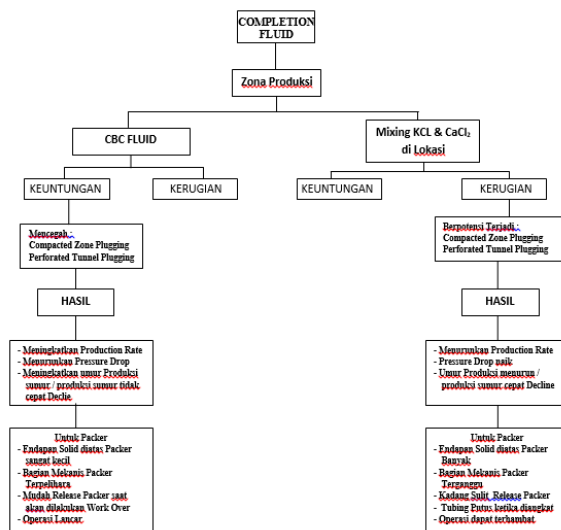 COMPLETION
FLUID
Zona Produksi
CBC FLUID
Mixing KCL & CaCl₂
di Lokasi
KEUNTUNGAN
KERUGIAN
KEUNTUNGAN
KERUGIAN
Mencegah :
Compacted Zone Plugging
Perforated Tunnel Plugging
Berpotensi Terjadi :
Compacted Zone Plugging
Perforated Tunnel Plugging
HASIL
HASIL
- Meningkatkan Production Rate
- Menurunkan Pressure Drop
- Meningkatkan umur Produksi
sumur / produksi sumur tidak
cepat Declie
- Menurunkan Production Rate
- Pressure Drop naik
- Umur Produksi menurun /
produksi sumur cepat Decline
Untuk Packer
- Endapan Solid diatas Packer
sangat kecil
- Bagian Mekanis Packer
Terpelihara
- Mudah Release Packer saat
akan dilakukan Work Over
- Operasi Lancar
Untuk Packer
- Endapan Solid diatas Packer
Banyak
- Bagian Mekanis Packer
Terganggu
- Kadang Sulit Release Packer
- Tubing Putus ketika diangkat
- Operasi dapat terhambat